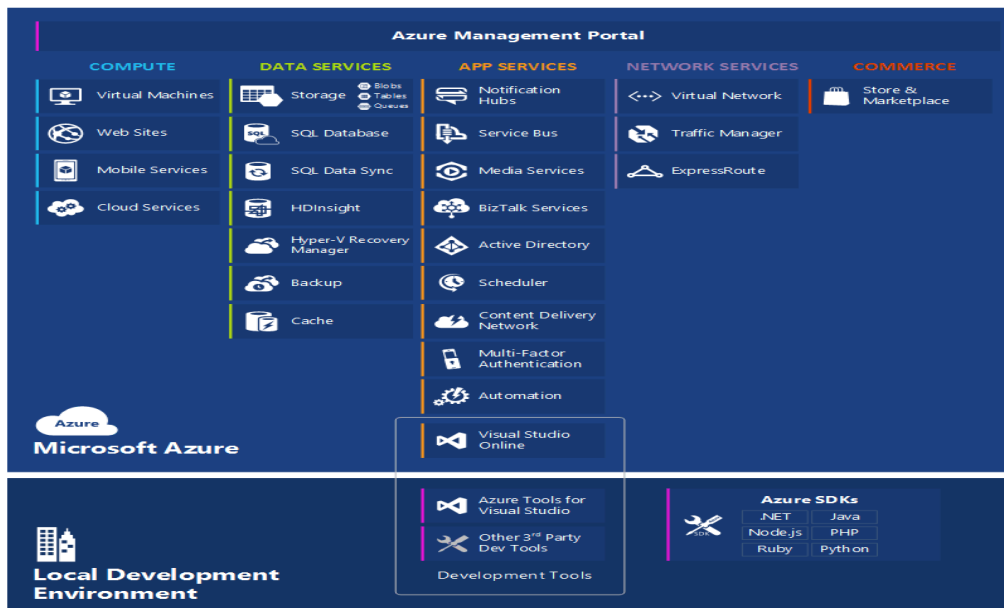 Azure Management Portal
COMPUTE
Virtual Machines
Web Sites
Mobile Services
Cloud Services
DATA SERVICES
Storage
Blobs
Tables
Queues
SQL
SQL Database
SQL Data Sync
HDInsight
Hyper-V Recovery
Manager
Backup
Cache
APP SERVICES
Notification
Hubs
Service Bus
Media Services
BizTalk Services
Active Directory
Scheduler
Content Delivery
Network
Multi-Factor
Authentication
Automation
Visual Studio
Online
NETWORK SERVICES
Virtual Network
Traffic Manager
ExpressRoute
COMMERCE
Store &
Marketplace
Azure
Microsoft Azure
Azure Tools for
Visual Studio
Other 3rd Party
Dev Tools
Development Tools
SDK
Azure SDKs
.NET Java
Node.js PHP
Ruby Python
Local Development
Environment